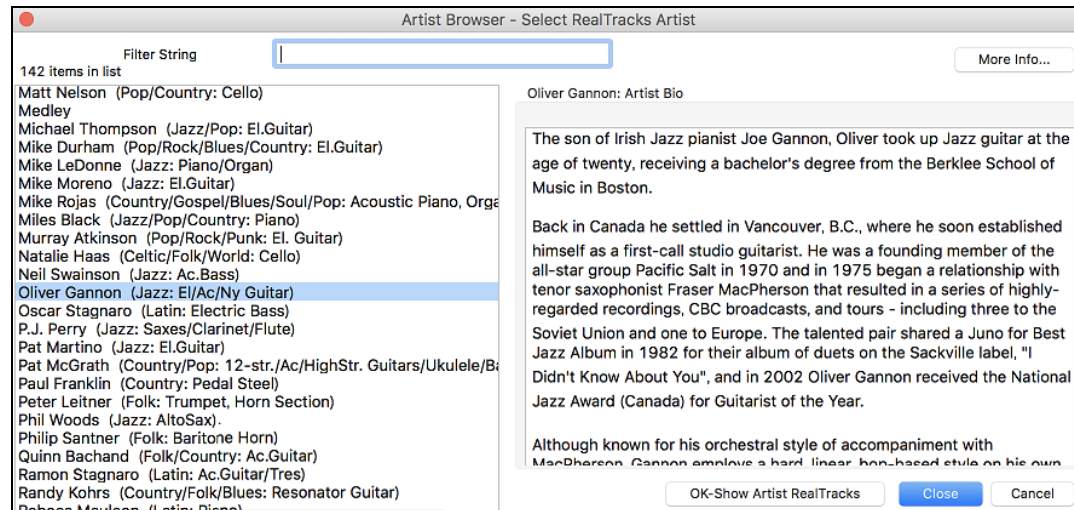 Artist Browser - Select RealTracks Artist
Filter String
More Info...
142 items in list
Matt Nelson (Pop/Country: Cello)
Medley
Michael Thompson (Jazz/Pop: El.Guitar)
Mike Durham (Pop/Rock/Blues/Country: El.Guitar)
Mike LeDonne (Jazz: Piano/Organ)
Mike Moreno (Jazz: El.Guitar)
Mike Rojas (Country/Gospel/Blues/Soul/Pop: Acoustic Piano, Orga
Miles Black (Jazz/Pop/Country: Piano)
Murray Atkinson (Pop/Rock/Punk: El. Guitar)
Natalie Haas (Celtic/Folk/World: Cello)
Neil Swainson (Jazz: Ac.Bass)
Oliver Gannon (Jazz: El/Ac/Ny Guitar)
Oscar Stagnaro (Latin: Electric Bass)
P.J. Perry (Jazz: Saxes/Clarinet/Flute)
Pat Martino (Jazz: El.Guitar)
Pat McGrath (Country/Pop: 12-str./Ac/HighStr. Guitars/Ukulele/Ba
Paul Franklin (Country: Pedal Steel)
Peter Leitner (Folk: Trumpet, Horn Section)
Phil Woods (Jazz: AltoSax).
Philip Santner (Folk: Baritone Horn)
Quinn Bachand (Folk/Country: Ac.Guitar)
Ramon Stagnaro (Latin: Ac.Guitar/Tres)
Randy Kohrs (Country/Folk/Blues: Resonator Guitar)
Oliver Gannon: Artist Bio
The son of Irish Jazz pianist Joe Gannon, Oliver took up Jazz guitar at the
age of twenty, receiving a bachelor's degree from the Berklee School of
Music in Boston.
Back in Canada he settled in Vancouver, B.C., where he soon established
himself as a first-call studio guitarist. He was a founding member of the
all-star group Pacific Salt in 1970 and in 1975 began a relationship with
tenor saxophonist Fraser MacPherson that resulted in a series of highly-
regarded recordings, CBC broadcasts, and tours - including three to the
Soviet Union and one to Europe. The talented pair shared a Juno for Best
Jazz Album in 1982 for their album of duets on the Sackville label, "I
Didn't Know About You", and in 2002 Oliver Gannon received the National
Jazz Award (Canada) for Guitarist of the Year.
Although known for his orchestral style of accompaniment with
MacPherson, Gannon employs a hard, linear, bop-based style on his own
OK-Show Artist RealTracks
Close
Cancel